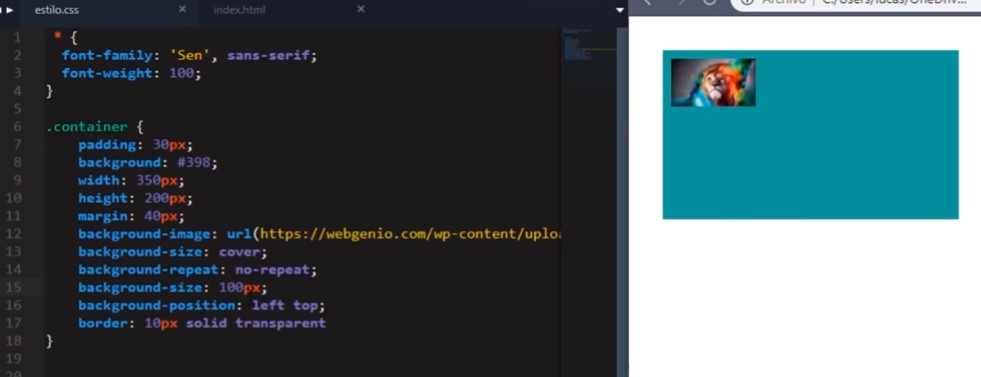 estilo.css
index.html
Archivo
C:/Users/lucas/OneDriv...
1 * {
2 font-family: 'Sen', sans-serif;
3 font-weight: 100;
4 }
5
6 .container {
7 padding: 30px;
8 background: #398;
9 width: 350px;
10 height: 200px;
11 margin: 40px;
12 background-image: url(https://webgenio.com/wp-content/uploa
13 background-size: cover;
14 background-repeat: no-repeat;
15 background-size: 100px;
16 background-position: left top;
17 border: 10px solid transparent
18 }
19
20